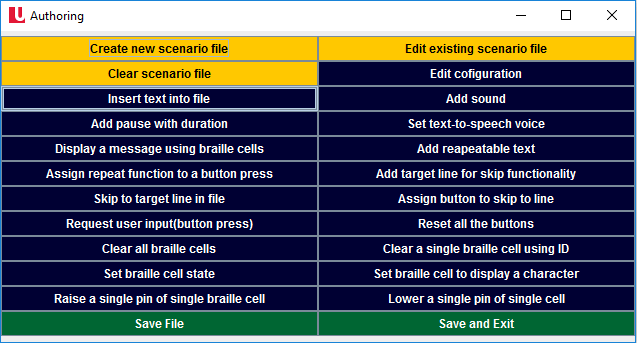 Authoring
Create new scenario file Edit existing scenario file
Clear scenario file Edit cofiguration
Insert text into file Add sound
Add pause with duration Set text-to-speech voice
Display a message using braille cells Add reapeatable text
Assign repeat function to a button press Add target line for skip functionality
Skip to target line in file Assign button to skip to line
Request user input(button press) Reset all the buttons
Clear all braille cells Clear a single braille cell using ID
Set braille cell state Set braille cell to display a character
Raise a single pin of single braille cell Lower a single pin of single cell
Save File Save and Exit